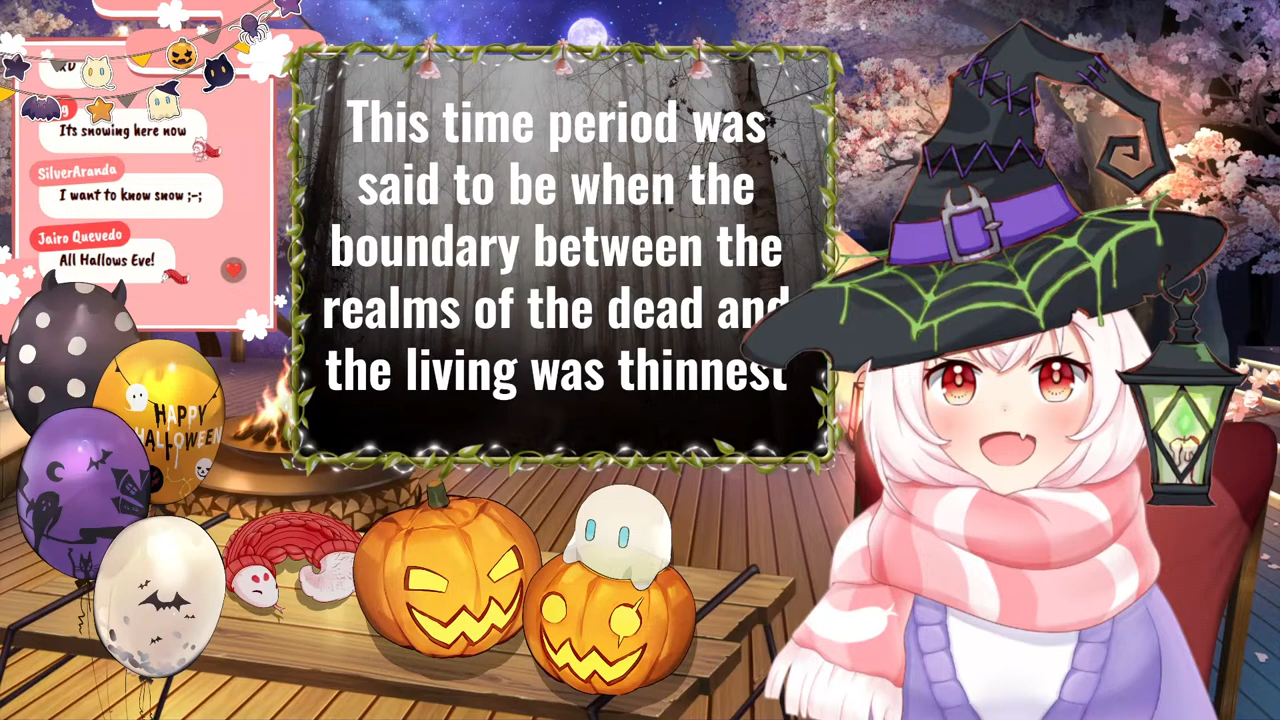 Its snowing here now
SilverAranda
I want to know snow ;-;
Jairo Quevedo
All Hallows Eve!
This time period was
said to be when the
boundary between the
realms of the dead and
the living was thinnest
HAPPY
HALLOWEEN